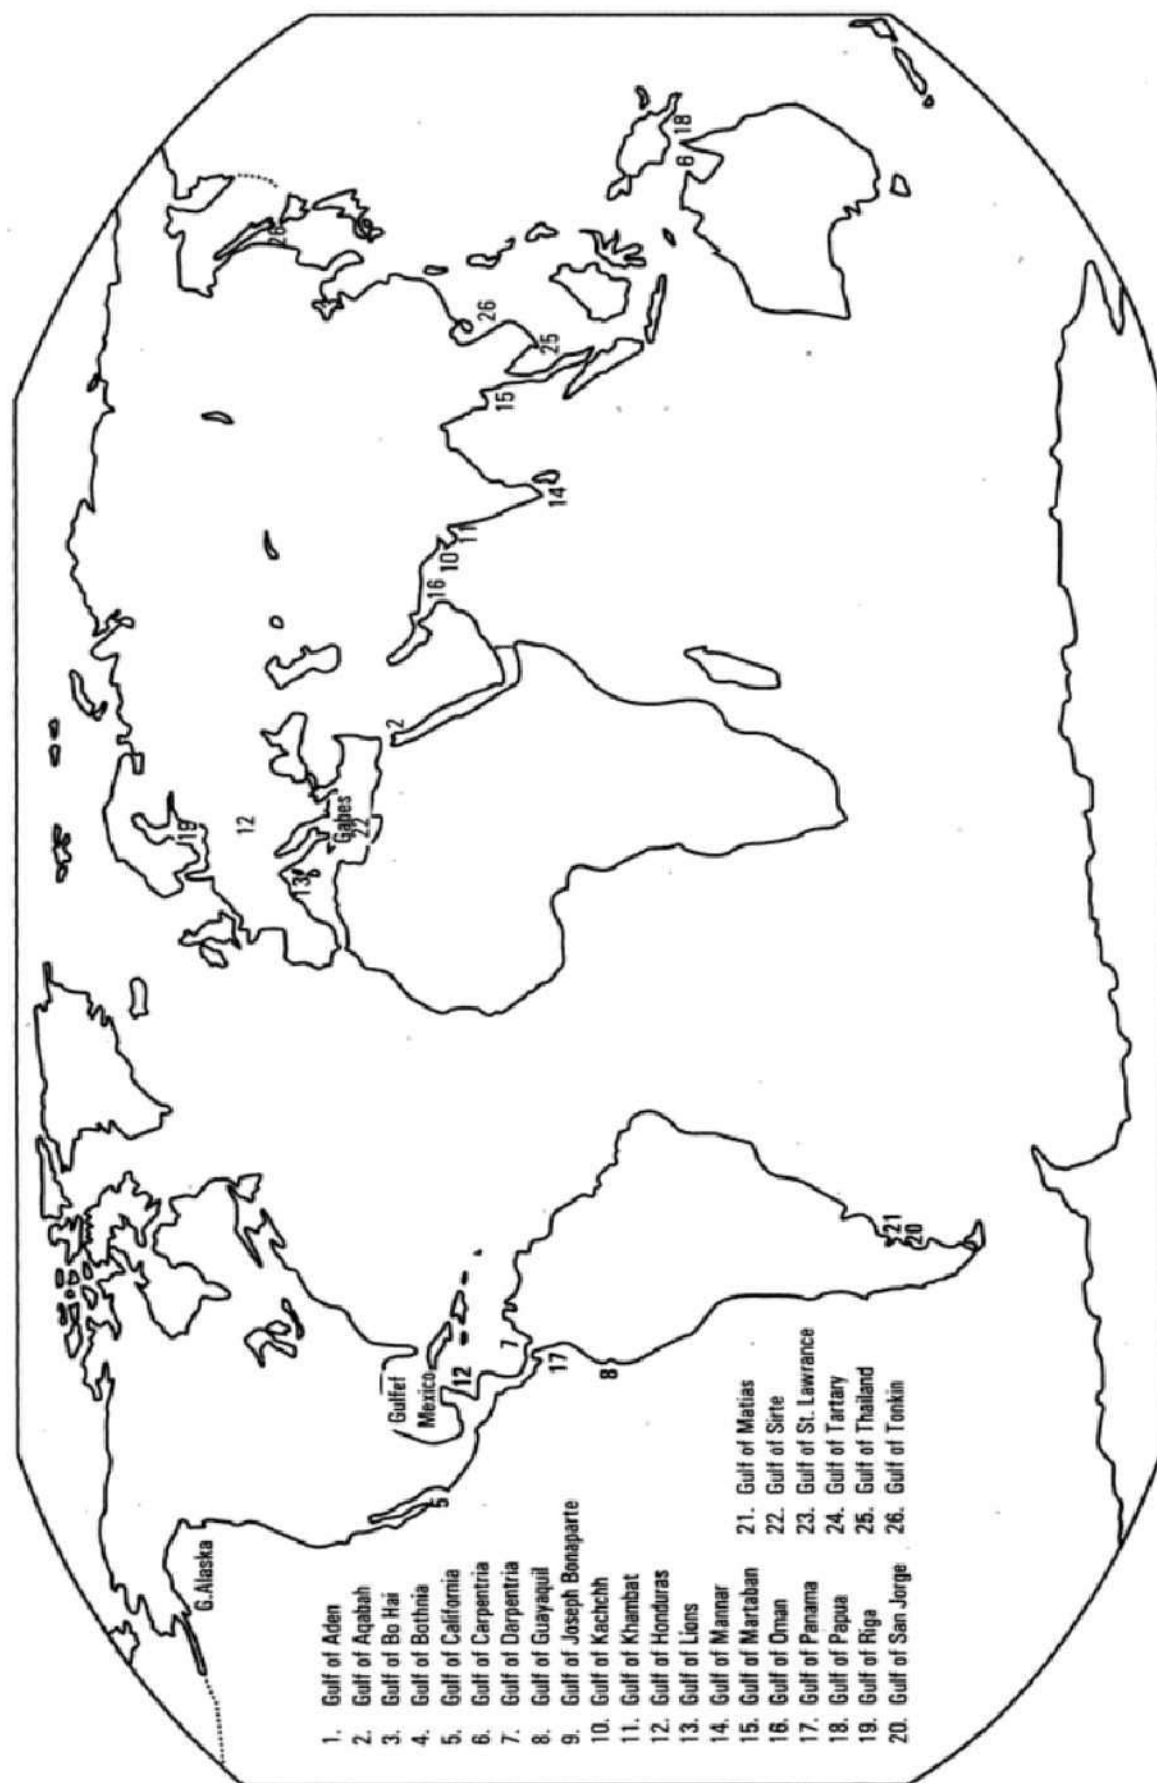 G.Alaska
Gulfef
Mexico
Gabes
5
12
7
17
8
21
20
13
19
12
22
2
16
10
11
14
15
25
26
26
6
18
1. Gulf of Aden
2. Gulf of Aqabah
3. Gulf of Bo Hai
4. Gulf of Bothnia
5. Gulf of California
6. Gulf of Carpentria
7. Gulf of Darpentria
8. Gulf of Guayaquil
9. Gulf of Joseph Bonaparte
10. Gulf of Kachchh
11. Gulf of Khambat
12. Gulf of Honduras
13. Gulf of Lions
14. Gulf of Mannar
15. Gulf of Martaban
16. Gulf of Oman
17. Gulf of Panama
18. Gulf of Papua
19. Gulf of Riga
20. Gulf of San Jorge
21. Gulf of Matias
22. Gulf of Sirte
23. Gulf of St. Lawrance
24. Gulf of Tartary
25. Gulf of Thailand
26. Gulf of Tonkin